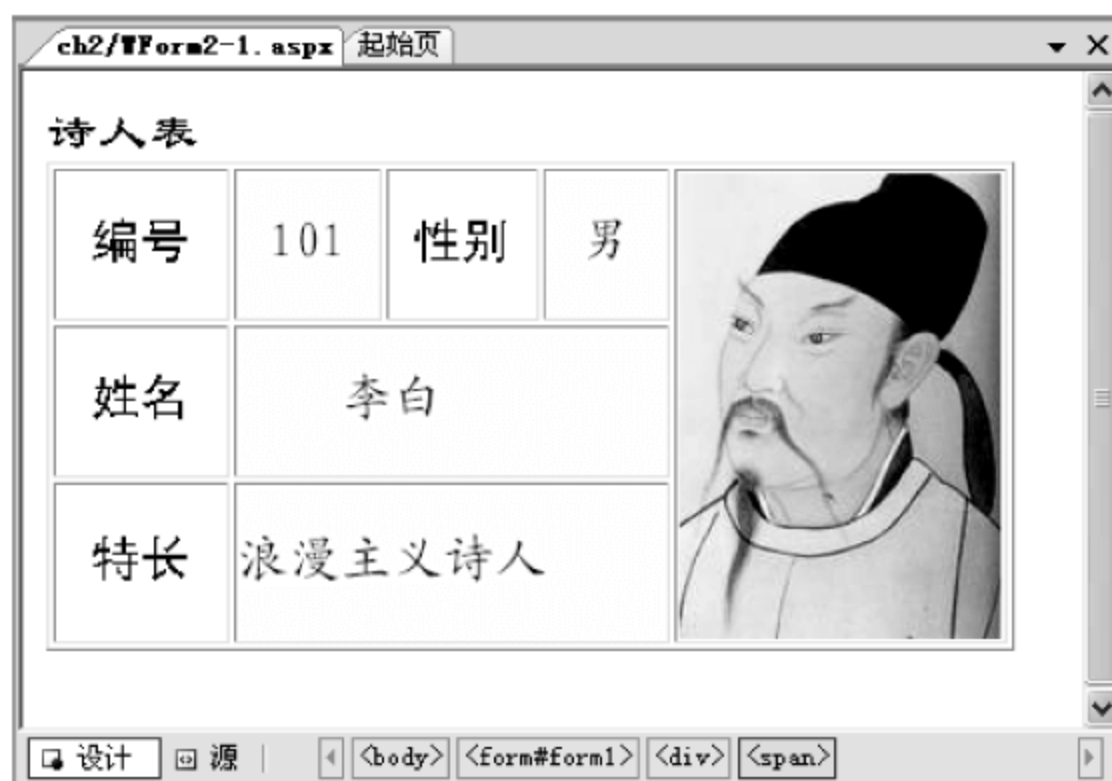 ch2/WForm2-1.aspx 起始页
诗人表
编号 101 性别 男
姓名 李白
特长 浪漫主义诗人
设计 源 <body> <form#form1> <div> <span>